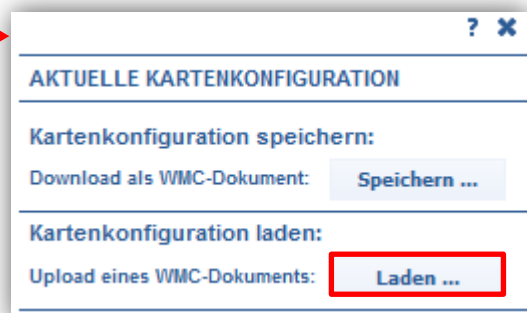 ? ✖
AKTUELLE KARTENKONFIGURATION
Kartenkonfiguration speichern:
Download als WMC-Dokument: Speichern ...
Kartenkonfiguration laden:
Upload eines WMC-Dokuments: Laden ...